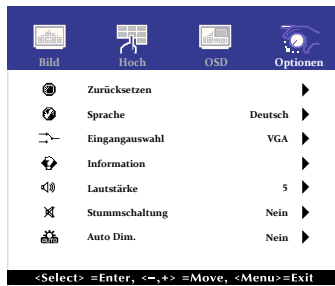 Bild Hoch OSD Optionen
Zurücksetzen
Sprache Deutsch
Eingangauswahl VGA
Information
Lautstärke 5
Stummschaltung Nein
Auto Dim. Nein
<Select> =Enter, <−,+> =Move, <Menu>=Exit